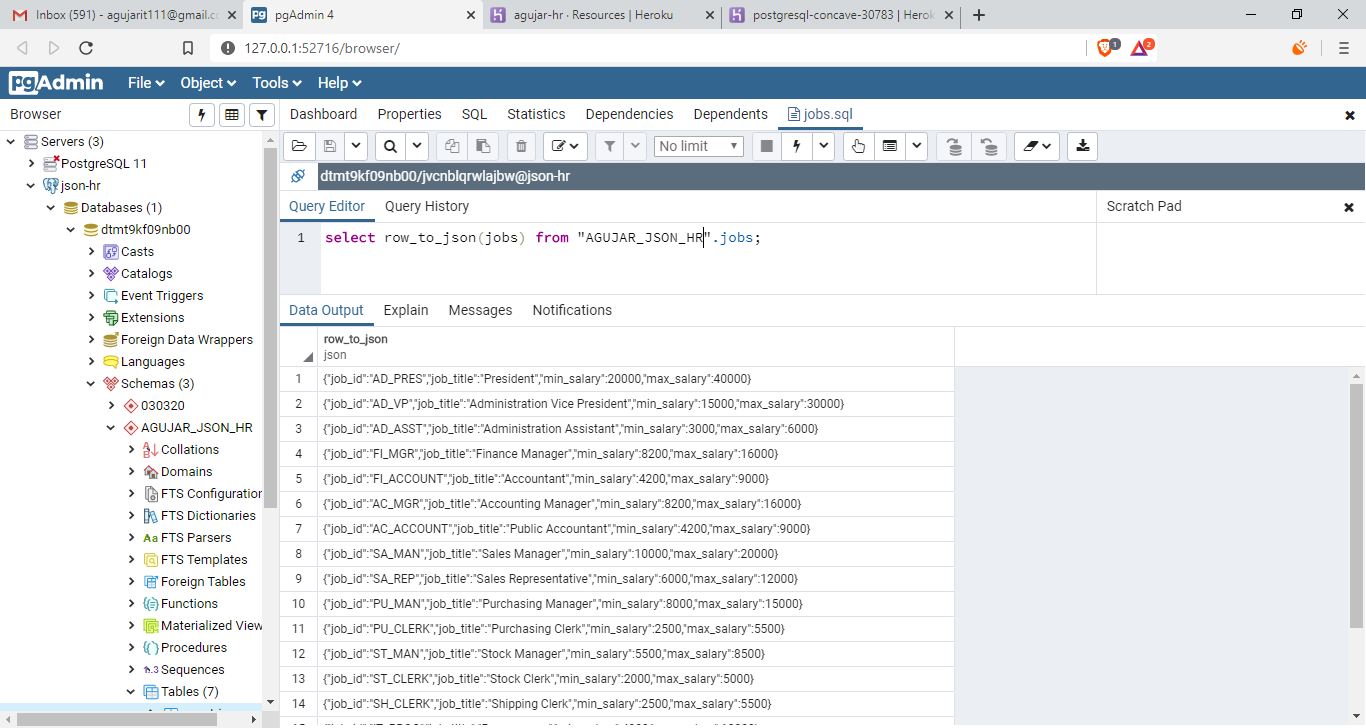 Inbox (591) - agujarit111@gmail.c
pgAdmin 4
agujar-hr · Resources | Heroku
postgresql-concave-30783 | Herok
127.0.0.1:52716/browser/
1
2
pgAdmin File Object Tools Help
Browser
Dashboard Properties SQL Statistics Dependencies Dependents jobs.sql
No limit
dtmt9kf09nb00/jvcnblqrwlajbw@json-hr
Query Editor Query History
Scratch Pad
1 select row_to_json(jobs) from "AGUJAR_JSON_HR".jobs;
Servers (3)
PostgreSQL 11
json-hr
Databases (1)
dtmt9kf09nb00
Casts
Catalogs
Event Triggers
Extensions
Foreign Data Wrappers
Languages
Schemas (3)
030320
AGUJAR_JSON_HR
Collations
Domains
FTS Configuration
FTS Dictionaries
Aa FTS Parsers
FTS Templates
Foreign Tables
Functions
Materialized View
Procedures
1..3 Sequences
Tables (7)
Data Output Explain Messages Notifications
row_to_json
json
1 {"job_id":"AD_PRES","job_title":"President","min_salary":20000,"max_salary":40000}
2 {"job_id":"AD_VP","job_title":"Administration Vice President","min_salary":15000,"max_salary":30000}
3 {"job_id":"AD_ASST","job_title":"Administration Assistant","min_salary":3000,"max_salary":6000}
4 {"job_id":"FI_MGR","job_title":"Finance Manager","min_salary":8200,"max_salary":16000}
5 {"job_id":"FI_ACCOUNT","job_title":"Accountant","min_salary":4200,"max_salary":9000}
6 {"job_id":"AC_MGR","job_title":"Accounting Manager","min_salary":8200,"max_salary":16000}
7 {"job_id":"AC_ACCOUNT","job_title":"Public Accountant","min_salary":4200,"max_salary":9000}
8 {"job_id":"SA_MAN","job_title":"Sales Manager","min_salary":10000,"max_salary":20000}
9 {"job_id":"SA_REP","job_title":"Sales Representative","min_salary":6000,"max_salary":12000}
10 {"job_id":"PU_MAN","job_title":"Purchasing Manager","min_salary":8000,"max_salary":15000}
11 {"job_id":"PU_CLERK","job_title":"Purchasing Clerk","min_salary":2500,"max_salary":5500}
12 {"job_id":"ST_MAN","job_title":"Stock Manager","min_salary":5500,"max_salary":8500}
13 {"job_id":"ST_CLERK","job_title":"Stock Clerk","min_salary":2000,"max_salary":5000}
14 {"job_id":"SH_CLERK","job_title":"Shipping Clerk","min_salary":2500,"max_salary":5500}